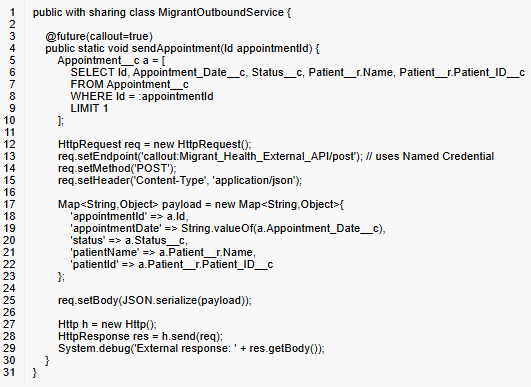 1 public with sharing class MigrantOutboundService {
2
3 @future(callout=true)
4 public static void sendAppointment(Id appointmentId) {
5 Appointment__c a = [
6 SELECT Id, Appointment_Date__c, Status__c, Patient__r.Name, Patient__r.Patient_ID__c
7 FROM Appointment__c
8 WHERE Id = :appointmentId
9 LIMIT 1
10 ];
11
12 HttpRequest req = new HttpRequest();
13 req.setEndpoint('callout:Migrant_Health_External_API/post'); // uses Named Credential
14 req.setMethod('POST');
15 req.setHeader('Content-Type', 'application/json');
16
17 Map<String,Object> payload = new Map<String,Object>{
18 'appointmentId' => a.Id,
19 'appointmentDate' => String.valueOf(a.Appointment_Date__c),
20 'status' => a.Status__c,
21 'patientName' => a.Patient__r.Name,
22 'patientId' => a.Patient__r.Patient_ID__c
23 };
24
25 req.setBody(JSON.serialize(payload));
26
27 Http h = new Http();
28 HttpResponse res = h.send(req);
29 System.debug('External response: ' + res.getBody());
30 }
31 }